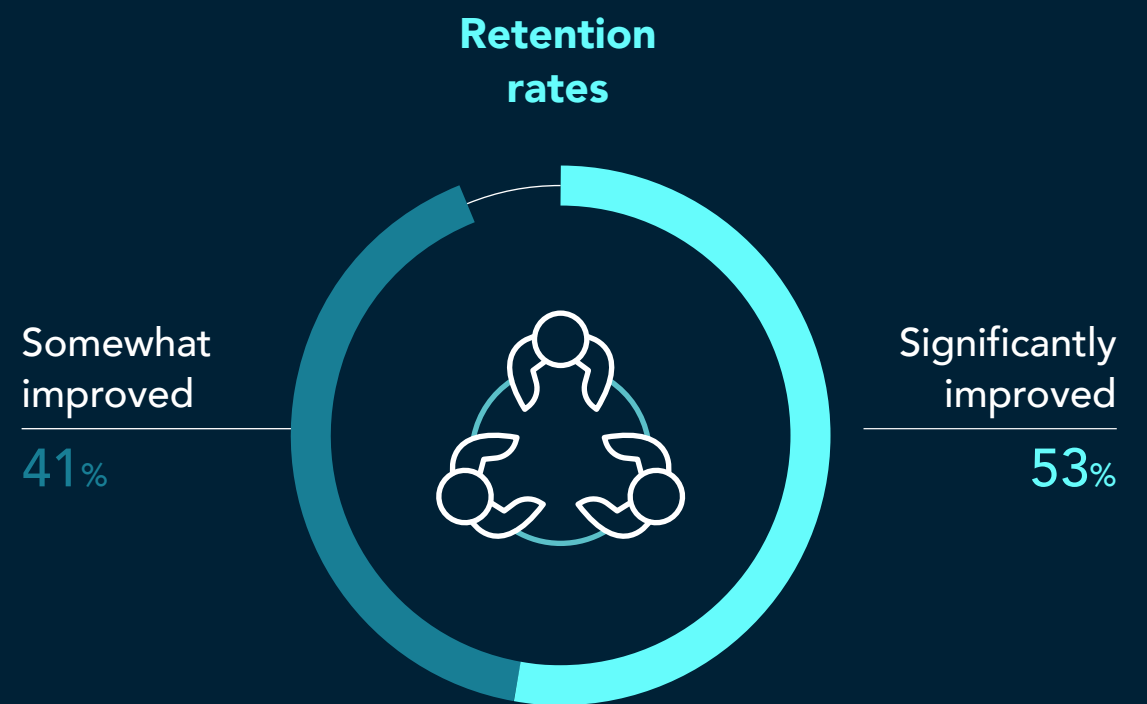 Retention
rates
Somewhat
improved
41%
Significantly
improved
53%